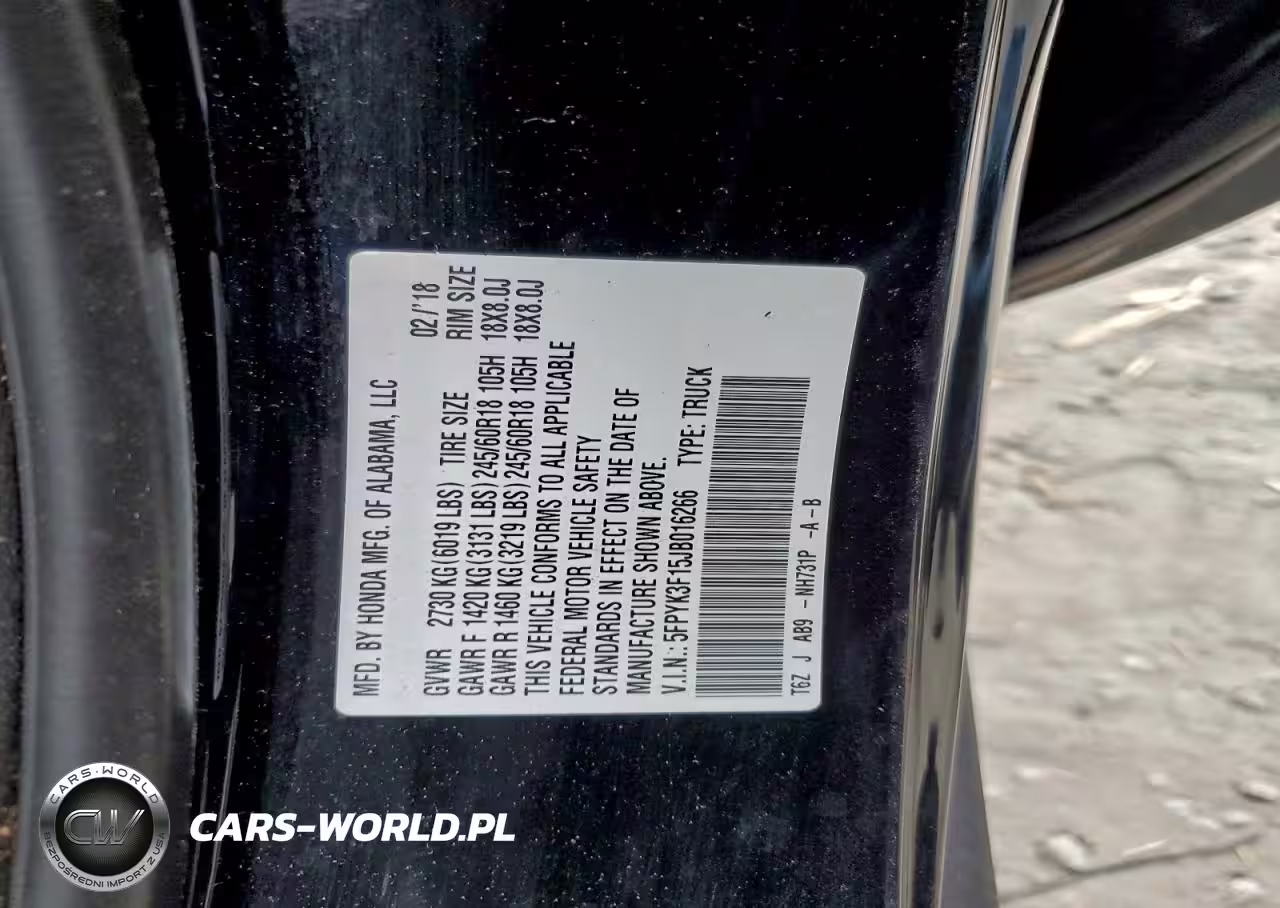 MFD. BY HONDA MFG. OF ALABAMA, LLC
02/'18
GVWR 2730 KG(6019 LBS) TIRE SIZE RIM SIZE
GAWR F 1420 KG(3131 LBS) 245/60R18 105H 18X8.0J
GAWR R 1460 KG(3219 LBS) 245/60R18 105H 18X8.0J
THIS VEHICLE CONFORMS TO ALL APPLICABLE
FEDERAL MOTOR VEHICLE SAFETY
STANDARDS IN EFFECT ON THE DATE OF
MANUFACTURE SHOWN ABOVE.
V.I.N.: 5FPYK3F15JB016266 TYPE: TRUCK
T6Z J AB9 - NH731P -A -B
CARS-WORLD
CW
BEZPOŚREDNI IMPORT Z USA
CARS-WORLD.PL